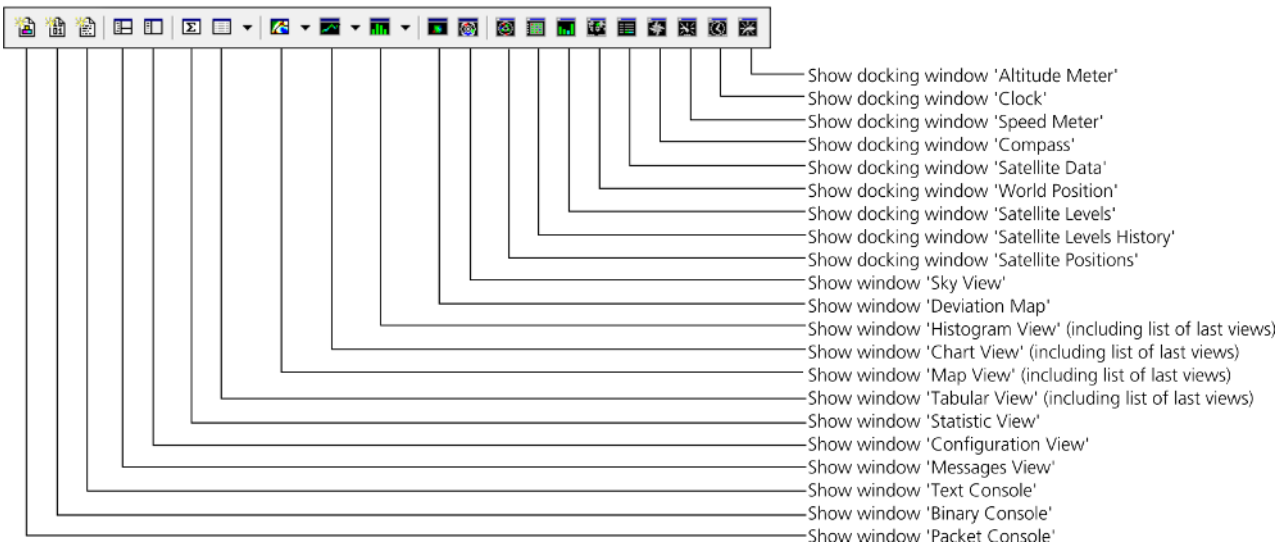 Show docking window 'Altitude Meter'
Show docking window 'Clock'
Show docking window 'Speed Meter'
Show docking window 'Compass'
Show docking window 'Satellite Data'
Show docking window 'World Position'
Show docking window 'Satellite Levels'
Show docking window 'Satellite Levels History'
Show docking window 'Satellite Positions'
Show window 'Sky View'
Show window 'Deviation Map'
Show window 'Histogram View' (including list of last views)
Show window 'Chart View' (including list of last views)
Show window 'Map View' (including list of last views)
Show window 'Tabular View' (including list of last views)
Show window 'Statistic View'
Show window 'Configuration View'
Show window 'Messages View'
Show window 'Text Console'
Show window 'Binary Console'
Show window 'Packet Console'